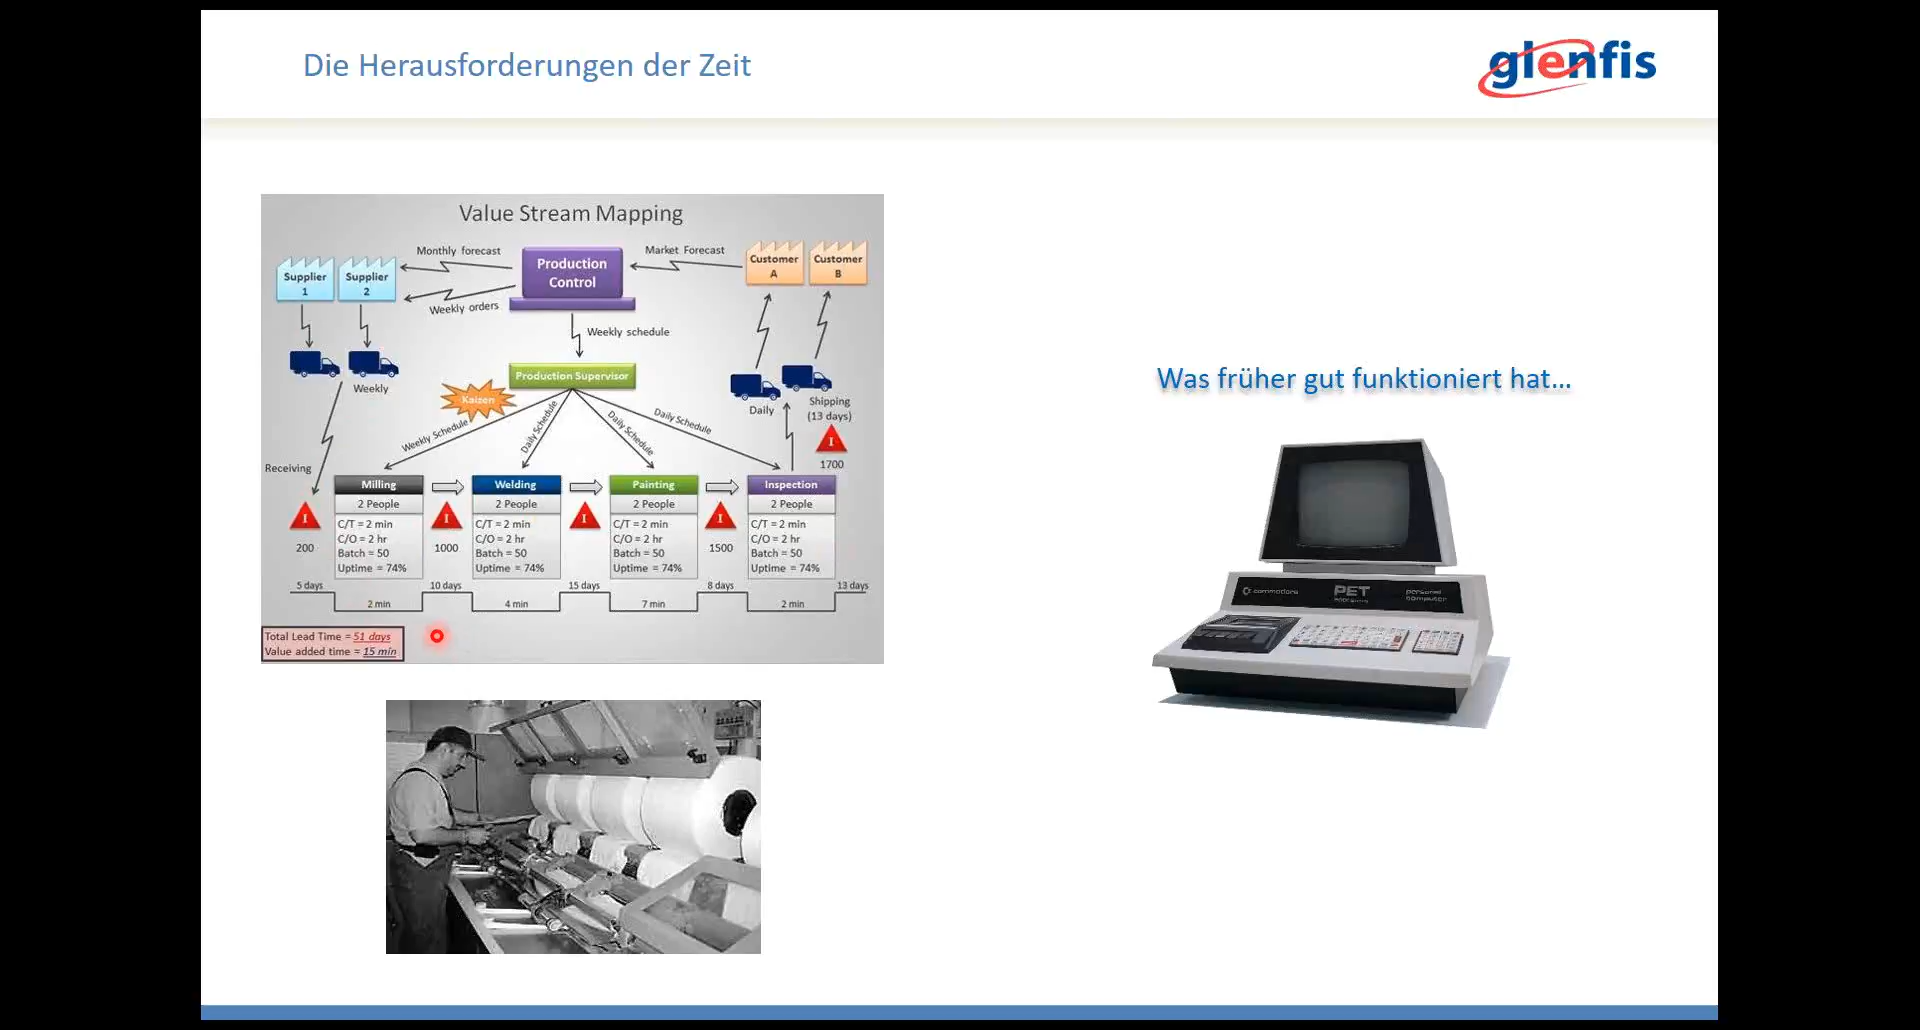 Die Herausforderungen der Zeit
glenfis
Value Stream Mapping
Monthly forecast
Market Forecast
Supplier
1
Supplier
2
Production
Control
Customer
A
Customer
B
Weekly orders
Weekly schedule
Weekly
Production Supervisor
Kaizen
Daily
Shipping
(13 days)
I
1700
Weekly Schedule
Daily Schedule
Daily Schedule
Daily Schedule
Receiving
Milling
Welding
Painting
Inspection
2 People
2 People
2 People
2 People
I
I
I
I
C/T = 2 min
C/O = 2 hr
Batch = 50
Uptime = 74%
C/T = 2 min
C/O = 2 hr
Batch = 50
Uptime = 74%
C/T = 2 min
C/O = 2 hr
Batch = 50
Uptime = 74%
C/T = 2 min
C/O = 2 hr
Batch = 50
Uptime = 74%
200
1000
1500
5 days
10 days
15 days
8 days
13 days
2 min
4 min
7 min
2 min
Total Lead Time = 51 days
Value added time = 15 min
Was früher gut funktioniert hat...
commodore
PET
personal
computer